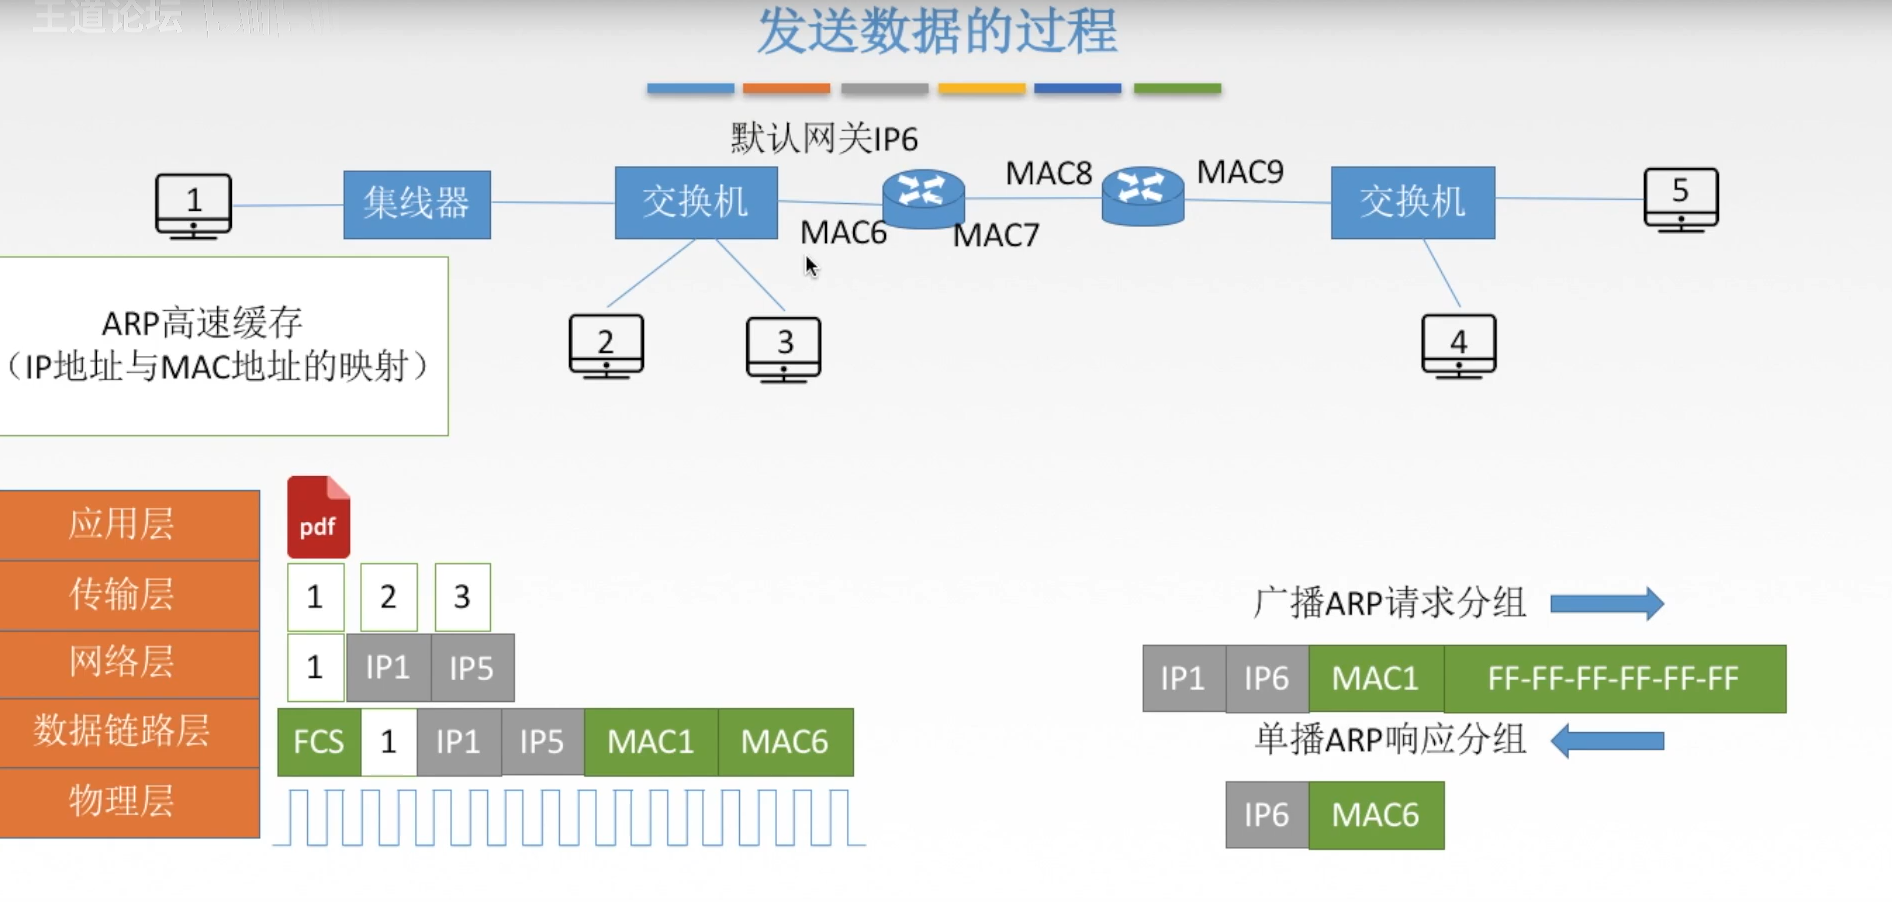 王道论坛
发送数据的过程
默认网关IP6
MAC8
MAC9
1
集线器
交换机
交换机
5
MAC6
MAC7
ARP高速缓存
（IP地址与MAC地址的映射）
2
3
4
应用层
pdf
传输层
1 2 3
网络层
1 IP1 IP5
数据链路层
FCS 1 IP1 IP5 MAC1 MAC6
物理层
广播ARP请求分组
IP1 IP6 MAC1 FF-FF-FF-FF-FF-FF
单播ARP响应分组
IP6 MAC6